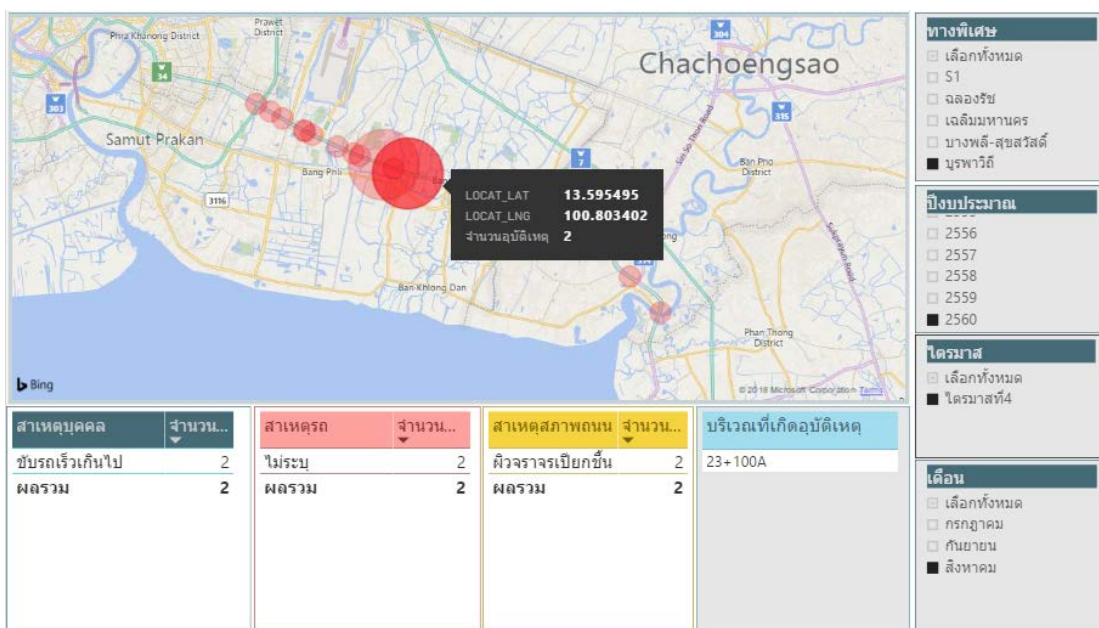 Phra Khanong District
Prawet
District
304
Chachoengsao
34
303
315
Samut Prakan
Ban Pho
District
7
Bang Phli
3116
LOCAT_LAT 13.595495
LOCAT_LNG 100.803402
จำนวนอุบัติเหตุ 2
Ban Khlong Dan
Phan Thong
District
Bing
© 2018 Microsoft Corporation Terms
ทางพิเศษ
เลือกทั้งหมด
S1
ฉลองรัช
เฉลิมมหานคร
บางพลี-สุขสวัสดิ์
บูรพาวิถี
ปีงบประมาณ
2556
2557
2558
2559
2560
ไตรมาส
เลือกทั้งหมด
ไตรมาสที่4
เดือน
เลือกทั้งหมด
กรกฎาคม
กันยายน
สิงหาคม
สาเหตุบุคคล จำนวน...
ขับรถเร็วเกินไป 2
ผลรวม 2
สาเหตุรถ จำนวน...
ไม่ระบุ 2
ผลรวม 2
สาเหตุสภาพถนน จำนวน...
ผิวจราจรเปียกชื้น 2
ผลรวม 2
บริเวณที่เกิดอุบัติเหตุ
23+100A